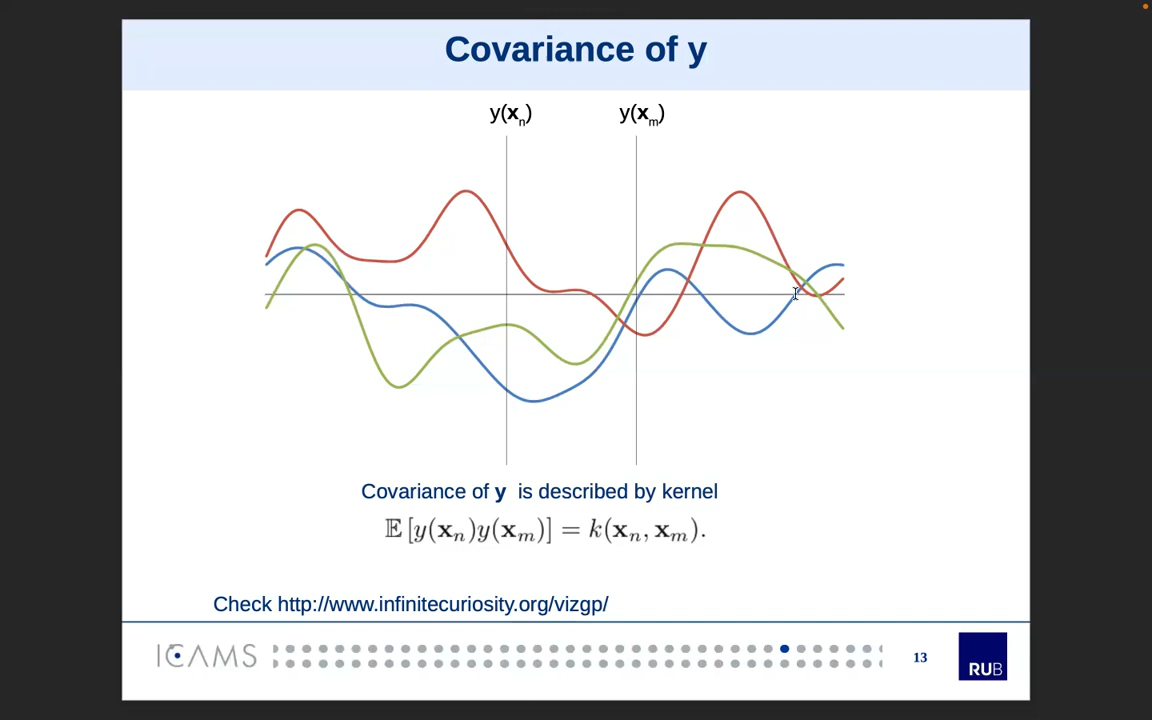 Covariance of y
y(xₙ) y(xₘ)
Covariance of y is described by kernel
𝔼 [y(xₙ)y(xₘ)] = k(xₙ, xₘ).
Check http://www.infinitecuriosity.org/vizgp/
ICAMS 13 RUB